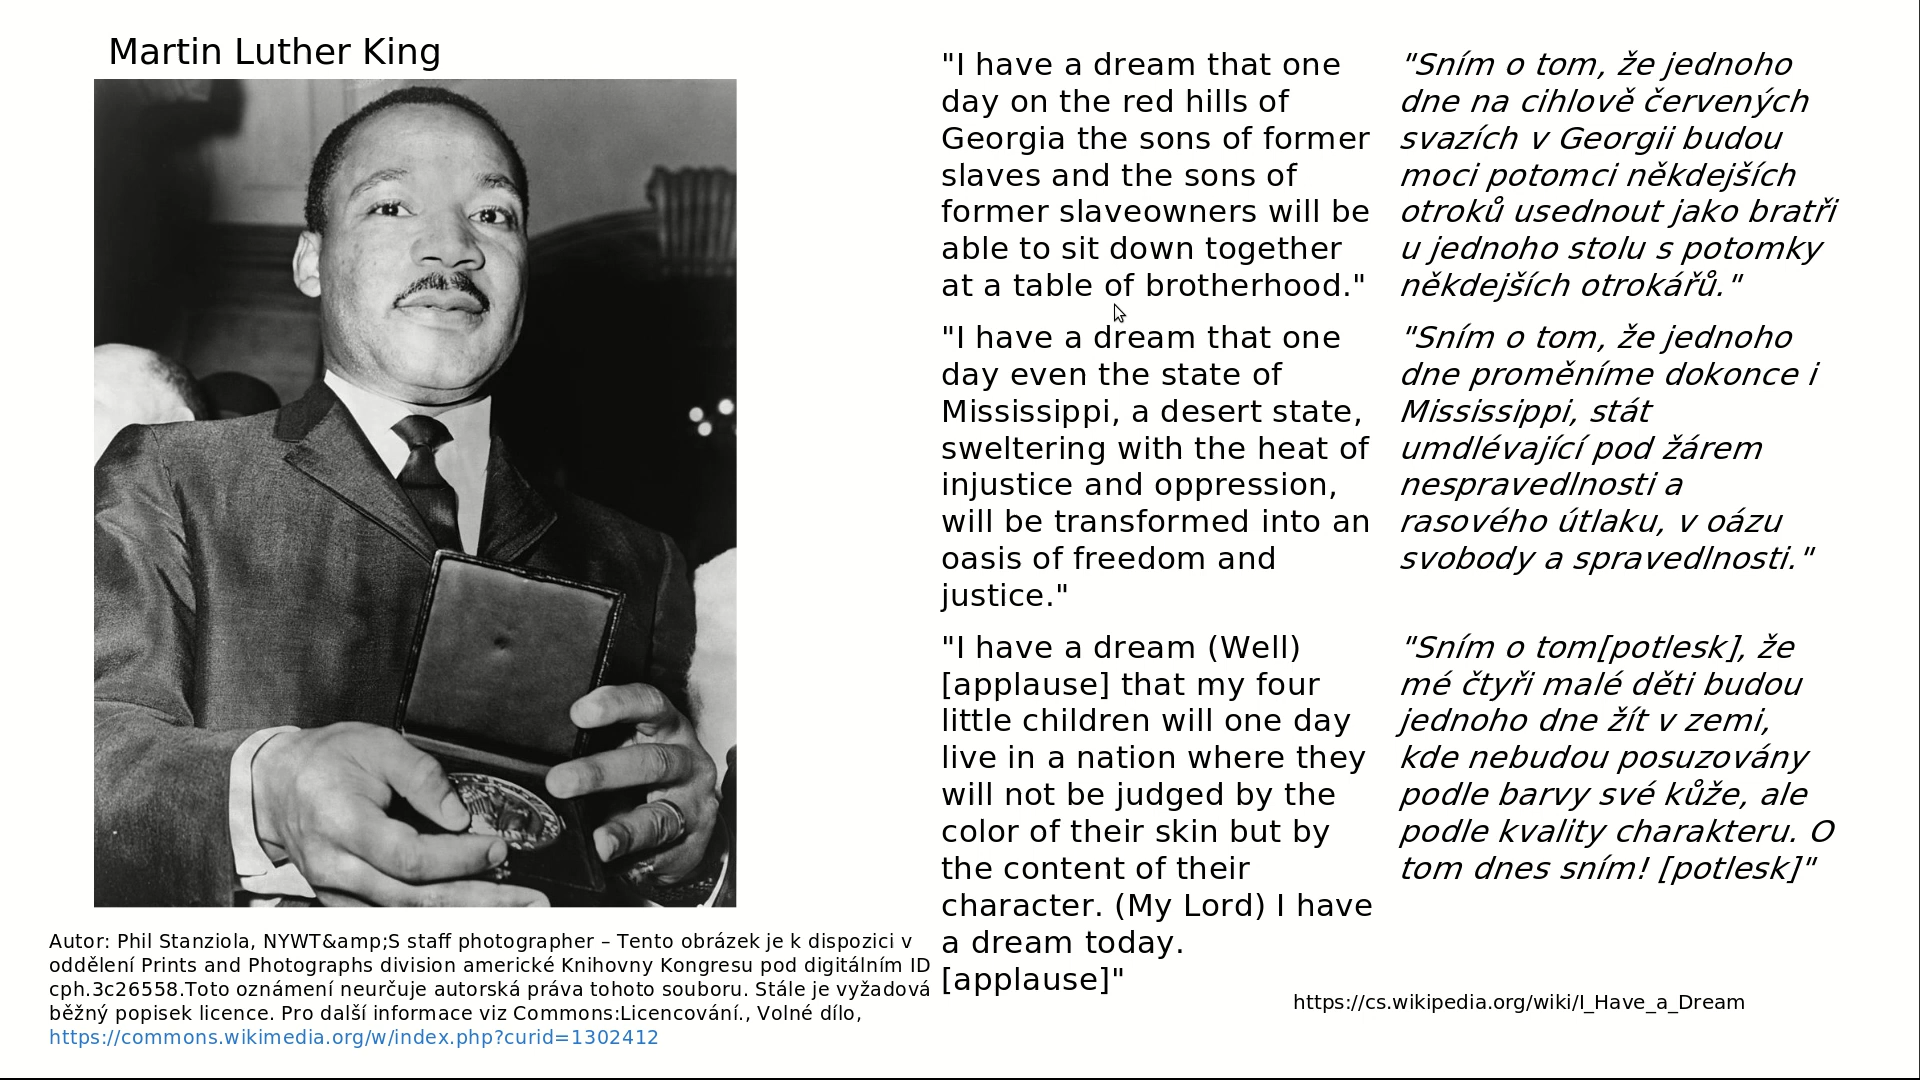 Martin Luther King
"I have a dream that one
day on the red hills of
Georgia the sons of former
slaves and the sons of
former slaveowners will be
able to sit down together
at a table of brotherhood."
"I have a dream that one
day even the state of
Mississippi, a desert state,
sweltering with the heat of
injustice and oppression,
will be transformed into an
oasis of freedom and
justice."
"I have a dream (Well)
[applause] that my four
little children will one day
live in a nation where they
will not be judged by the
color of their skin but by
the content of their
character. (My Lord) I have
a dream today.
[applause]"
"Sním o tom, že jednoho
dne na cihlově červených
svazích v Georgii budou
moci potomci někdejších
otroků usednout jako bratři
u jednoho stolu s potomky
někdejších otrokářů."
"Sním o tom, že jednoho
dne proměníme dokonce i
Mississippi, stát
umdlévající pod žárem
nespravedlnosti a
rasového útlaku, v oázu
svobody a spravedlnosti."
"Sním o tom[potlesk], že
mé čtyři malé děti budou
jednoho dne žít v zemi,
kde nebudou posuzovány
podle barvy své kůže, ale
podle kvality charakteru. O
tom dnes sním! [potlesk]"
Autor: Phil Stanziola, NYWT&amp;S staff photographer – Tento obrázek je k dispozici v
oddělení Prints and Photographs division americké Knihovny Kongresu pod digitálním ID
cph.3c26558.Toto oznámení neurčuje autorská práva tohoto souboru. Stále je vyžadová
běžný popisek licence. Pro další informace viz Commons:Licencování., Volné dílo,
https://commons.wikimedia.org/w/index.php?curid=1302412
https://cs.wikipedia.org/wiki/I_Have_a_Dream